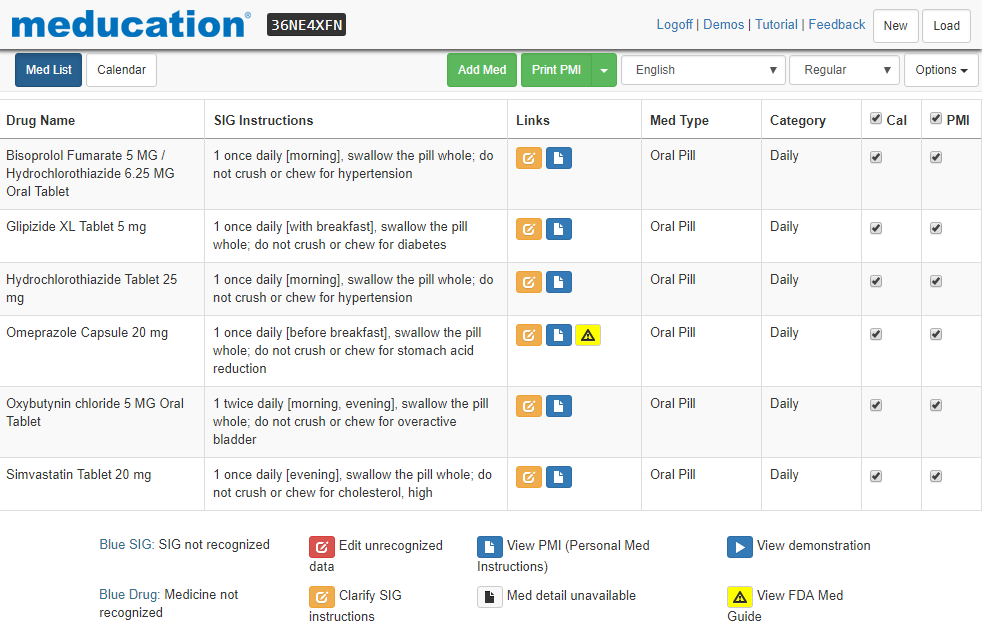 meducation® 36NE4XFN Logoff | Demos | Tutorial | Feedback New Load
Med List Calendar Add Med Print PMI English Regular Options
Drug Name SIG Instructions Links Med Type Category Cal PMI
Bisoprolol Fumarate 5 MG / 1 once daily [morning], swallow the pill whole; do Oral Pill Daily
Hydrochlorothiazide 6.25 MG not crush or chew for hypertension
Oral Tablet
Glipizide XL Tablet 5 mg 1 once daily [with breakfast], swallow the pill Oral Pill Daily
whole; do not crush or chew for diabetes
Hydrochlorothiazide Tablet 25 1 once daily [morning], swallow the pill whole; do Oral Pill Daily
mg not crush or chew for hypertension
Omeprazole Capsule 20 mg 1 once daily [before breakfast], swallow the pill Oral Pill Daily
whole; do not crush or chew for stomach acid
reduction
Oxybutynin chloride 5 MG Oral 1 twice daily [morning, evening], swallow the pill Oral Pill Daily
Tablet whole; do not crush or chew for overactive
bladder
Simvastatin Tablet 20 mg 1 once daily [evening], swallow the pill whole; do Oral Pill Daily
not crush or chew for cholesterol, high
Blue SIG: SIG not recognized Edit unrecognized View PMI (Personal Med View demonstration
data Instructions)
Blue Drug: Medicine not Clarify SIG Med detail unavailable View FDA Med
recognized instructions Guide